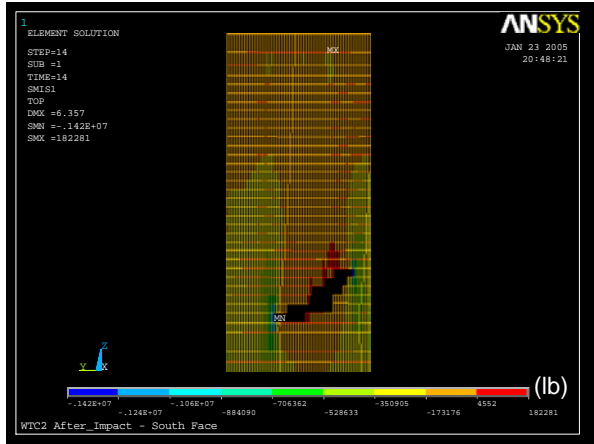 1
ELEMENT SOLUTION
STEP=14
SUB =1
TIME=14
SMIS1
TOP
DMX =6.357
SMN =-.142E+07
SMX =182281
ANSYS
JAN 23 2005
20:48:21
MX
MN
Z
Y X
(lb)
-.142E+07 -.106E+07 -706362 -350905 4552
-.124E+07 -884090 -528633 -173176 182281
WTC2 After_Impact - South Face